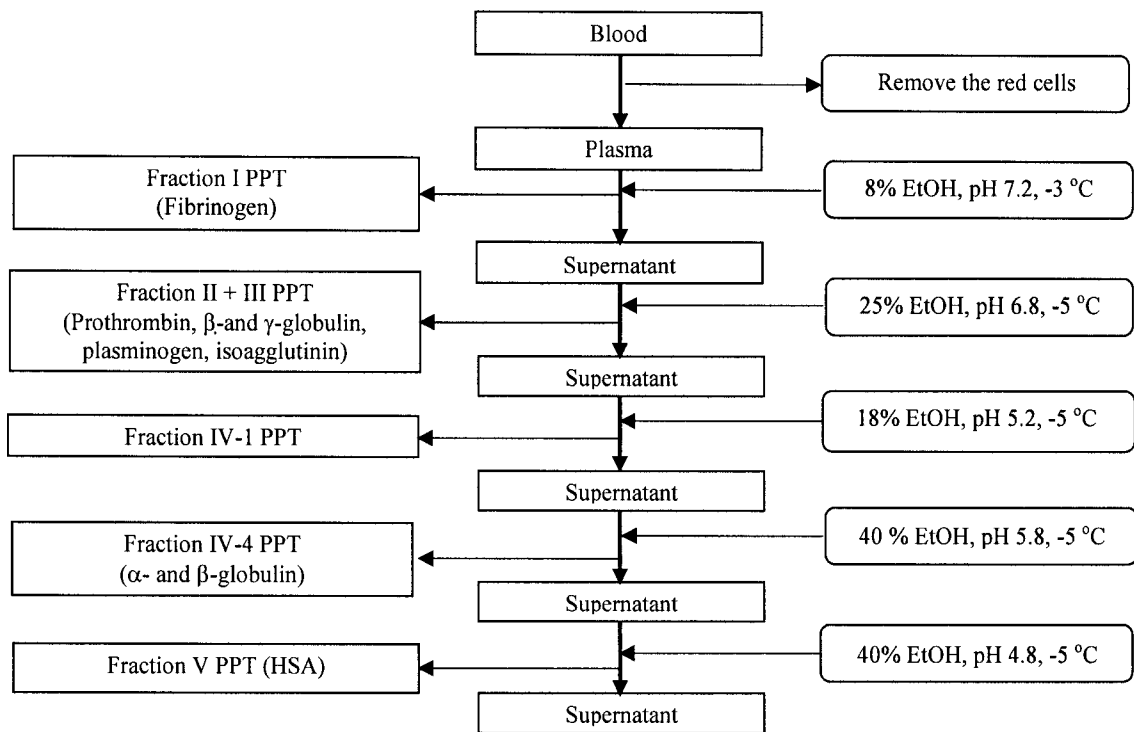 Blood
Remove the red cells
Plasma
Fraction I PPT
(Fibrinogen)
8% EtOH, pH 7.2, -3 °C
Supernatant
Fraction II + III PPT
(Prothrombin, β-and γ-globulin,
plasminogen, isoagglutinin)
25% EtOH, pH 6.8, -5 °C
Supernatant
Fraction IV-1 PPT
18% EtOH, pH 5.2, -5 °C
Supernatant
Fraction IV-4 PPT
(α- and β-globulin)
40 % EtOH, pH 5.8, -5 °C
Supernatant
Fraction V PPT (HSA)
40% EtOH, pH 4.8, -5 °C
Supernatant